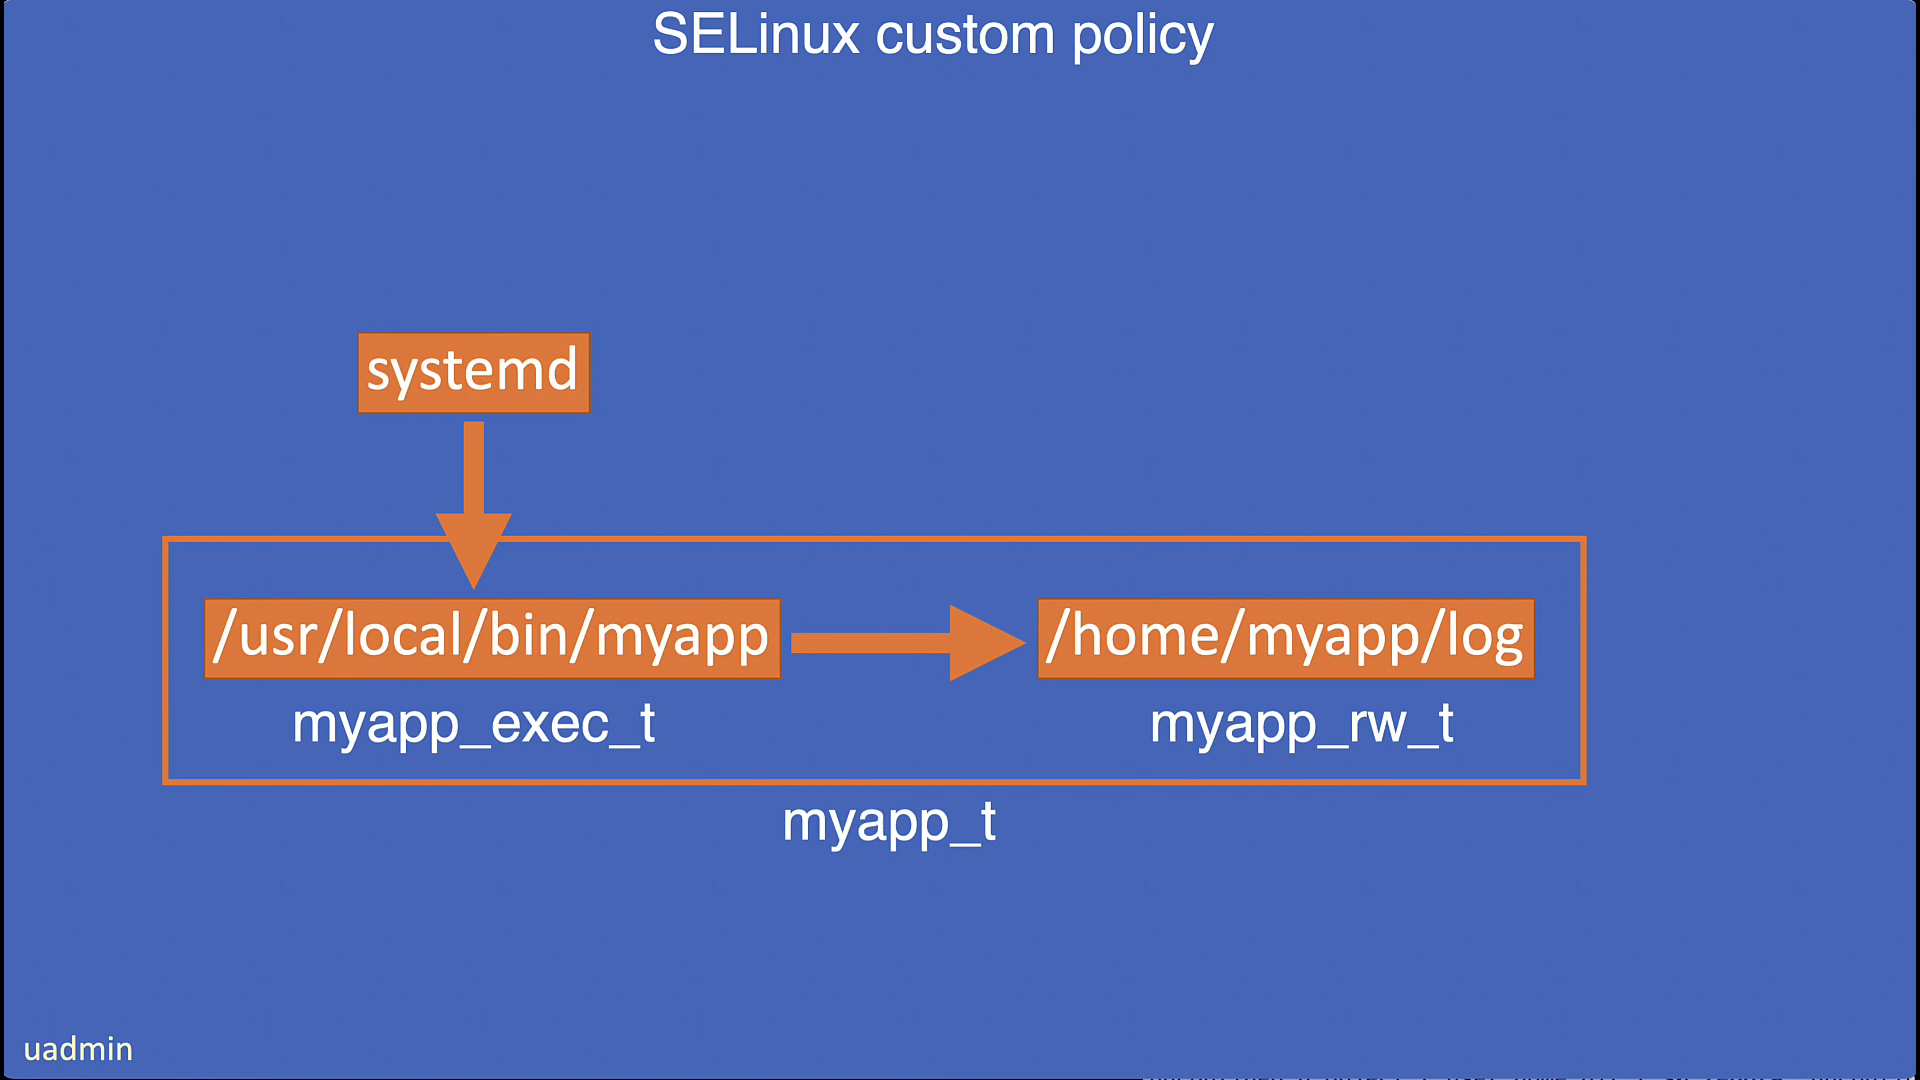 SELinux custom policy
systemd
/usr/local/bin/myapp
/home/myapp/log
myapp_exec_t
myapp_rw_t
myapp_t
uadmin